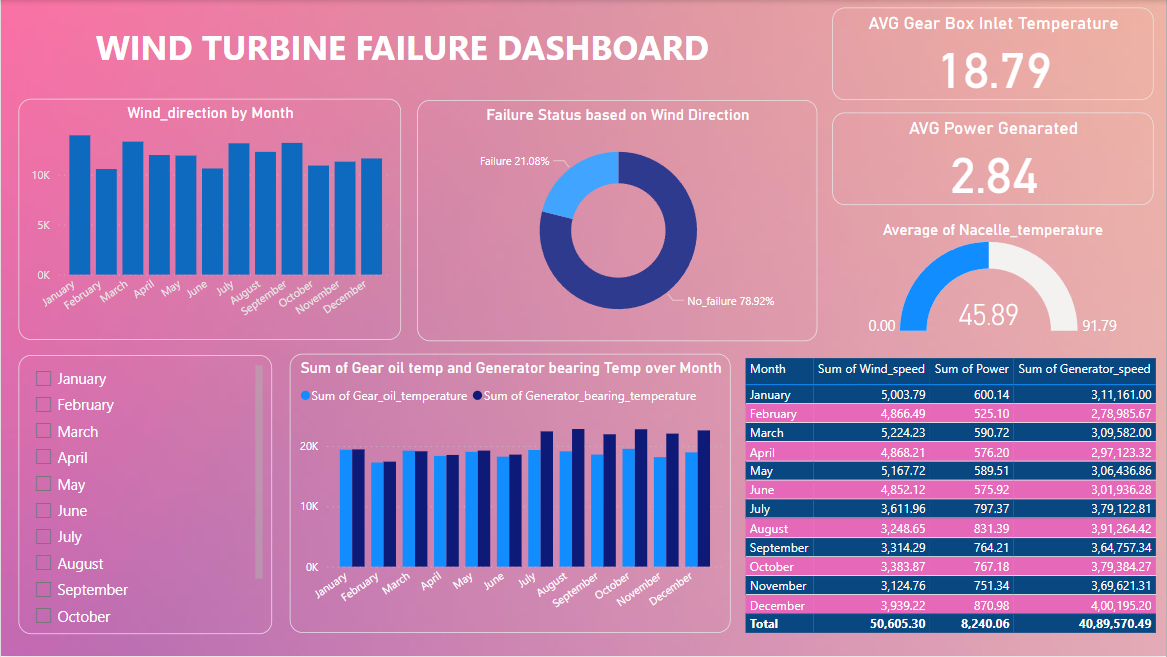 WIND TURBINE FAILURE DASHBOARD
AVG Gear Box Inlet Temperature
18.79
AVG Power Genarated
2.84
Average of Nacelle_temperature
45.89
0.00
91.79
Wind_direction by Month
10K
5K
0K
January
February
March
April
May
June
July
August
September
October
November
December
Failure Status based on Wind Direction
Failure 21.08%
No_failure 78.92%
January
February
March
April
May
June
July
August
September
October
Sum of Gear oil temp and Generator bearing Temp over Month
Sum of Gear_oil_temperature Sum of Generator_bearing_temperature
20K
10K
0K
January
February
March
April
May
June
July
August
September
October
November
December
Month Sum of Wind_speed Sum of Power Sum of Generator_speed
January 5,003.79 600.14 3,11,161.00
February 4,866.49 525.10 2,78,985.67
March 5,224.23 590.72 3,09,582.00
April 4,868.21 576.20 2,97,123.32
May 5,167.72 589.51 3,06,436.86
June 4,852.12 575.92 3,01,936.28
July 3,611.96 797.37 3,79,122.81
August 3,248.65 831.39 3,91,264.42
September 3,314.29 764.21 3,64,757.34
October 3,383.87 767.18 3,79,384.27
November 3,124.76 751.34 3,69,621.31
December 3,939.22 870.98 4,00,195.20
Total 50,605.30 8,240.06 40,89,570.49